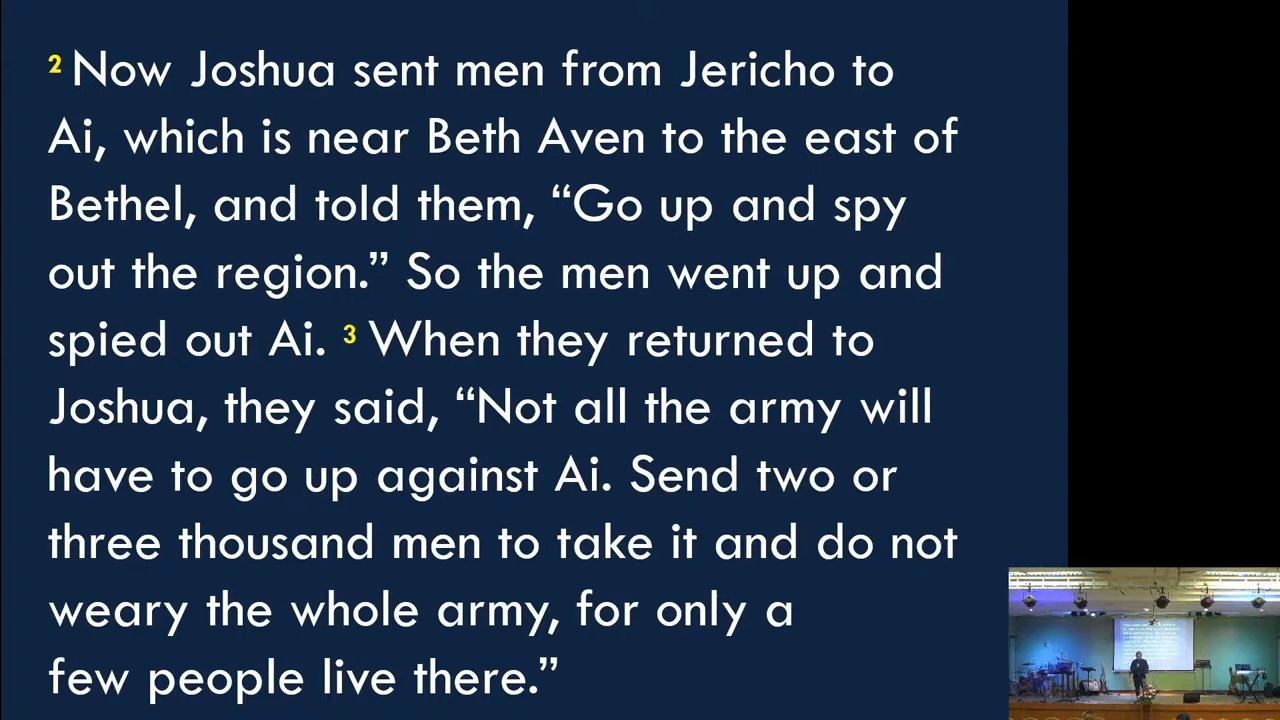 2 Now Joshua sent men from Jericho to
Ai, which is near Beth Aven to the east of
Bethel, and told them, “Go up and spy
out the region.” So the men went up and
spied out Ai. 3 When they returned to
Joshua, they said, “Not all the army will
have to go up against Ai. Send two or
three thousand men to take it and do not
weary the whole army, for only a
few people live there.”